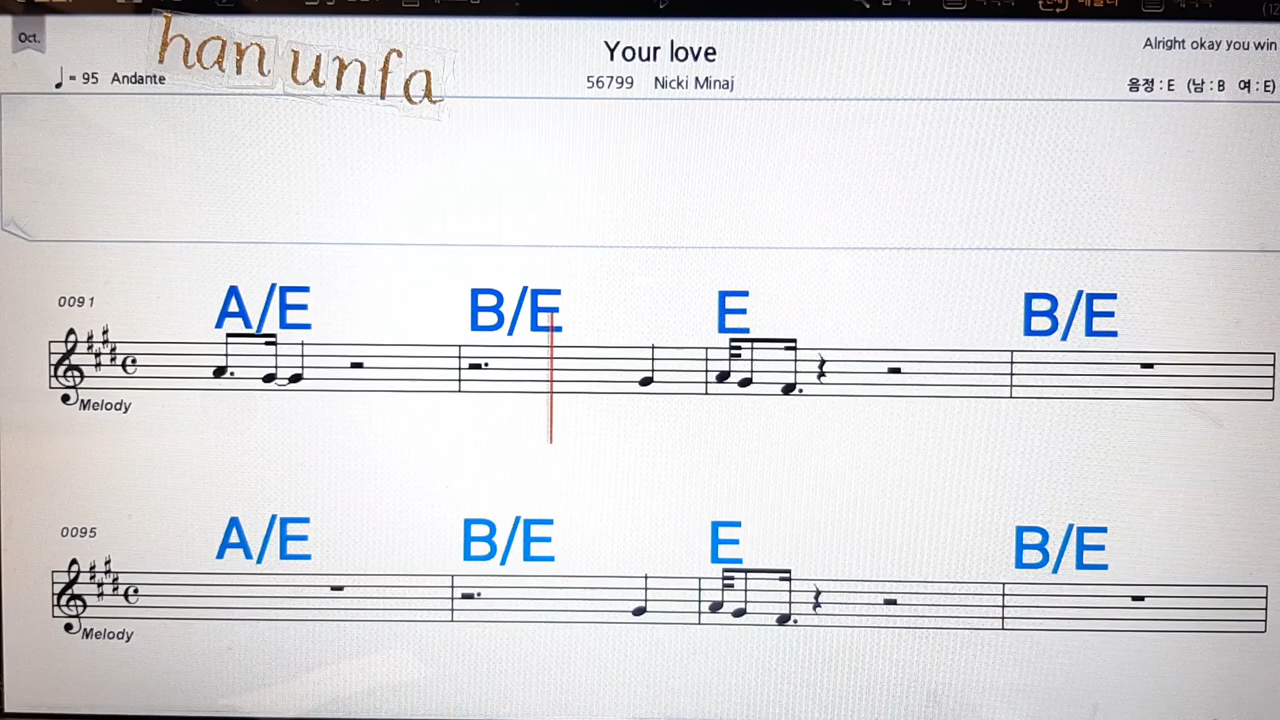 Oct.
han unfa
♩ = 95 Andante
Your love
56799 Nicki Minaj
Alright okay you win
음정 : E (남 : B 여 : E)
0091
A/E B/E E B/E
Melody
0095
A/E B/E E B/E
Melody